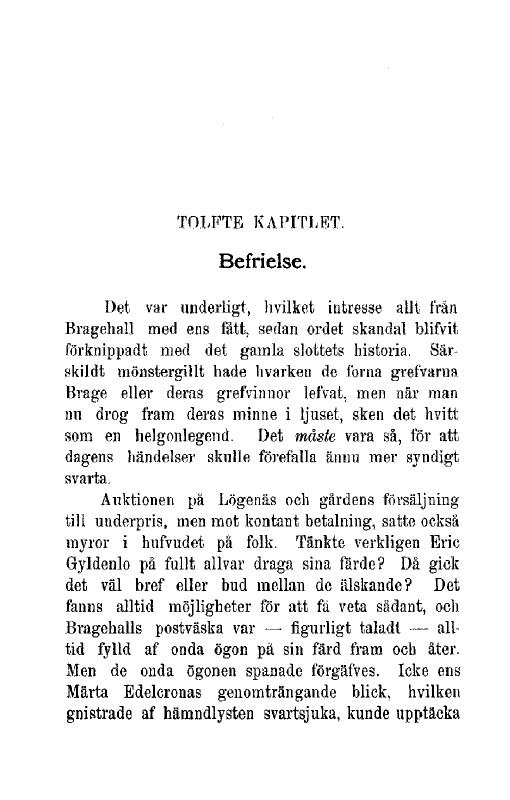 TOLFTE KAPITLET.
Befrielse.
Det var underligt, hvilket intresse allt från
Bragehall med ens fått, sedan ordet skandal blifvit
förknippadt med det gamla slottets historia. Sär-
skildt mönstergillt hade hvarken de forna grefvarna
Brage eller deras grefvinnor lefvat, men när man
nu drog fram deras minne i ljuset, sken det hvitt
som en helgonlegend. Det måste vara så, för att
dagens händelser skulle förefalla ännu mer syndigt
svarta.
Auktionen på Lögenäs och gårdens försäljning
till underpris, men mot kontant betalning, satte också
myror i hufvudet på folk. Tänkte verkligen Eric
Gyldenlo på fullt allvar draga sina färde? Då gick
det väl bref eller bud mellan de älskande? Det
fanns alltid möjligheter för att få veta sådant, och
Bragehalls postväska var — figurligt taladt — all-
tid fylld af onda ögon på sin färd fram och åter.
Men de onda ögonen spanade förgäfves. Icke ens
Märta Edelcronas genomträngande blick, hvilken
gnistrade af hämndlysten svartsjuka, kunde upptäcka